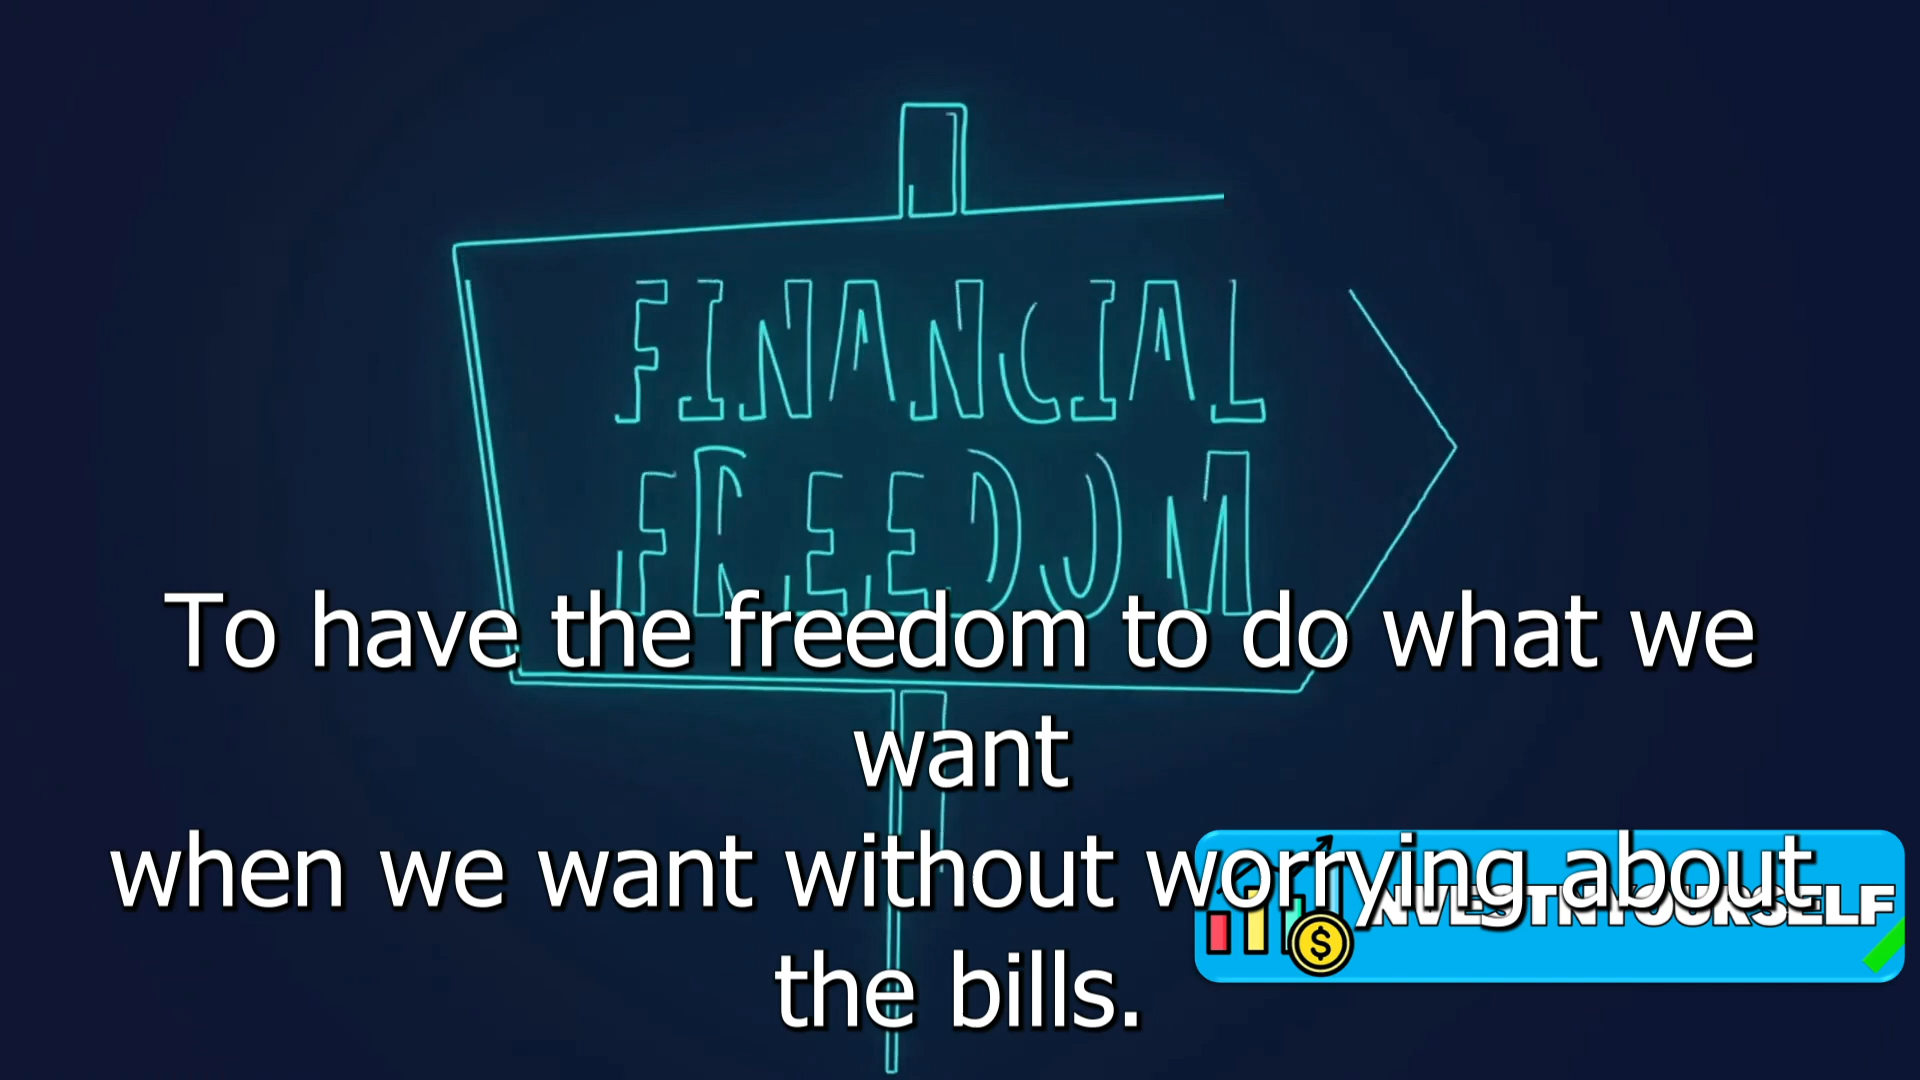 FINANCIAL
FREEDOM
To have the freedom to do what we
want
when we want without worrying about
the bills.
INVESTNYOURSELF